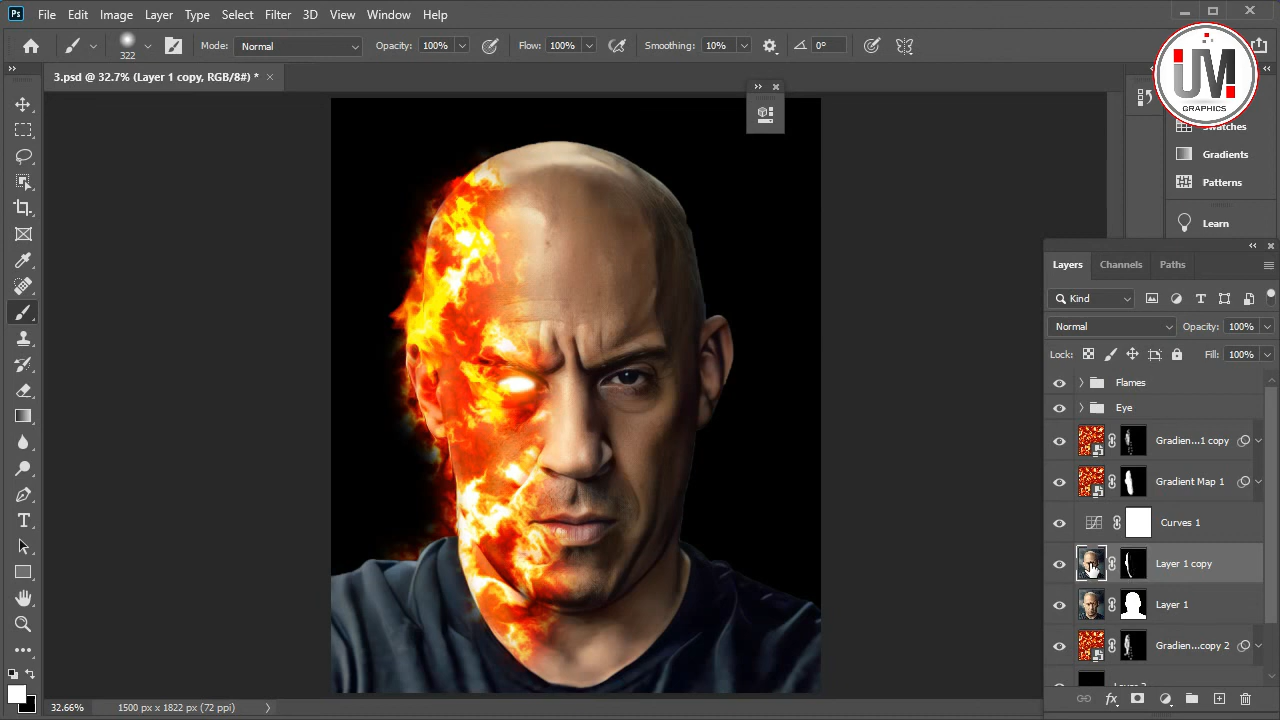 Ps File Edit Image Layer Type Select Filter 3D View Window Help
322 Mode: Normal Opacity: 100% Flow: 100% Smoothing: 10% 0°
3.psd @ 32.7% (Layer 1 copy, RGB/8#) *
UM
GRAPHICS
Swatches
Gradients
Patterns
Learn
Layers Channels Paths
Kind
Normal Opacity: 100%
Lock: Fill: 100%
Flames
Eye
Gradien...1 copy
Gradient Map 1
Curves 1
Layer 1 copy
Layer 1
Gradien...copy 2
32.66% 1500 px x 1822 px (72 ppi)